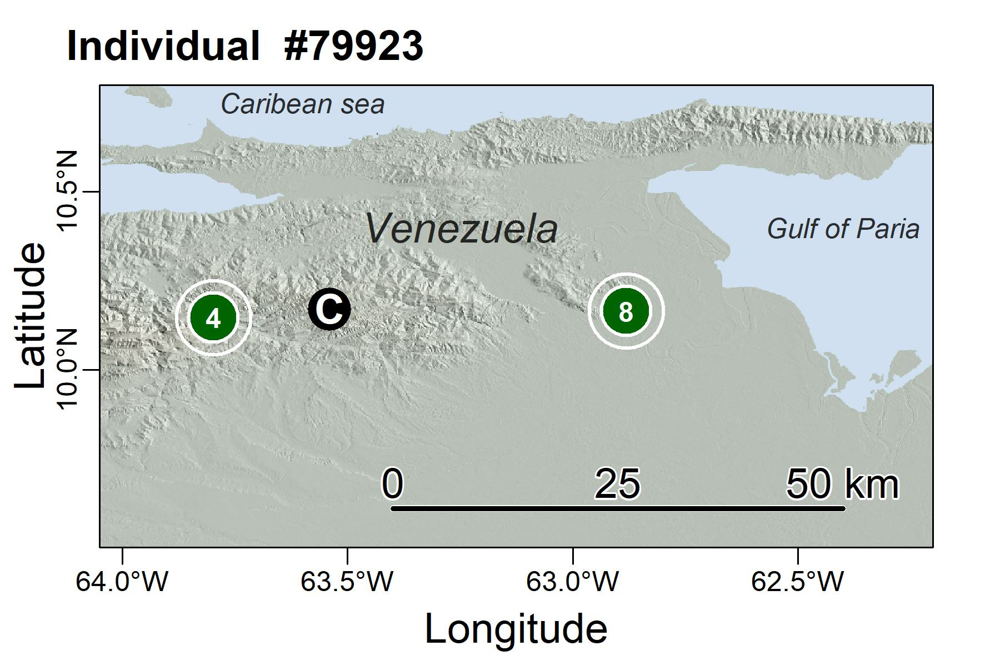 Individual  #79923
Caribean sea
10.5°N
Venezuela
Gulf of Paria
4
C
8
Latitude
10.0°N
0 25 50 km
64.0°W 63.5°W 63.0°W 62.5°W
Longitude